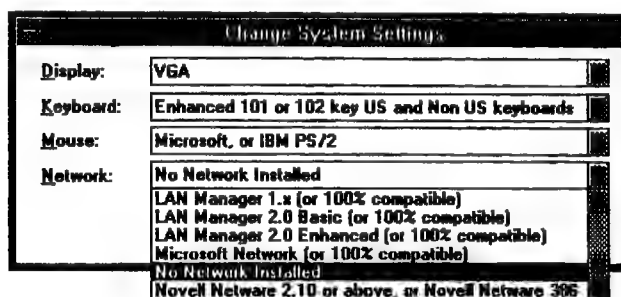 Change System Settings
Display: VGA
Keyboard: Enhanced 101 or 102 key US and Non US keyboards
Mouse: Microsoft, or IBM PS/2
Network: No Network Installed
LAN Manager 1.x (or 100% compatible)
LAN Manager 2.0 Basic (or 100% compatible)
LAN Manager 2.0 Enhanced (or 100% compatible)
Microsoft Network (or 100% compatible)
No Network Installed
Novell Netware 2.10 or above, or Novell Netware 386